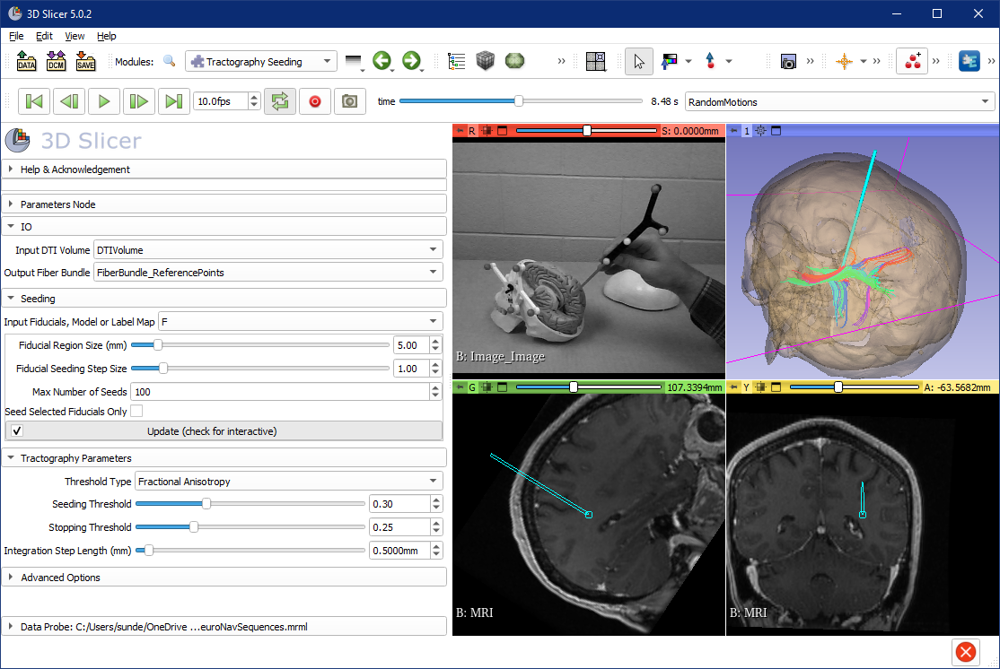 3D Slicer 5.0.2
File Edit View Help
DATA DCM SAVE Modules: Tractography Seeding
10.0fps time 8.48 s RandomMotions
3D Slicer
Help & Acknowledgement
Parameters Node
IO
Input DTI Volume DTIVolume
Output Fiber Bundle FiberBundle_ReferencePoints
Seeding
Input Fiducials, Model or Label Map F
Fiducial Region Size (mm) 5.00
Fiducial Seeding Step Size 1.00
Max Number of Seeds 100
Seed Selected Fiducials Only
Update (check for interactive)
Tractography Parameters
Threshold Type Fractional Anisotropy
Seeding Threshold 0.30
Stopping Threshold 0.25
Integration Step Length (mm) 0.5000mm
Advanced Options
Data Probe: C:/Users/sunde/OneDrive ...euroNavSequences.mrml
R S: 0.0000mm
B: Image_Image
1
G 107.3394mm
B: MRI
Y A: -63.5682mm
B: MRI